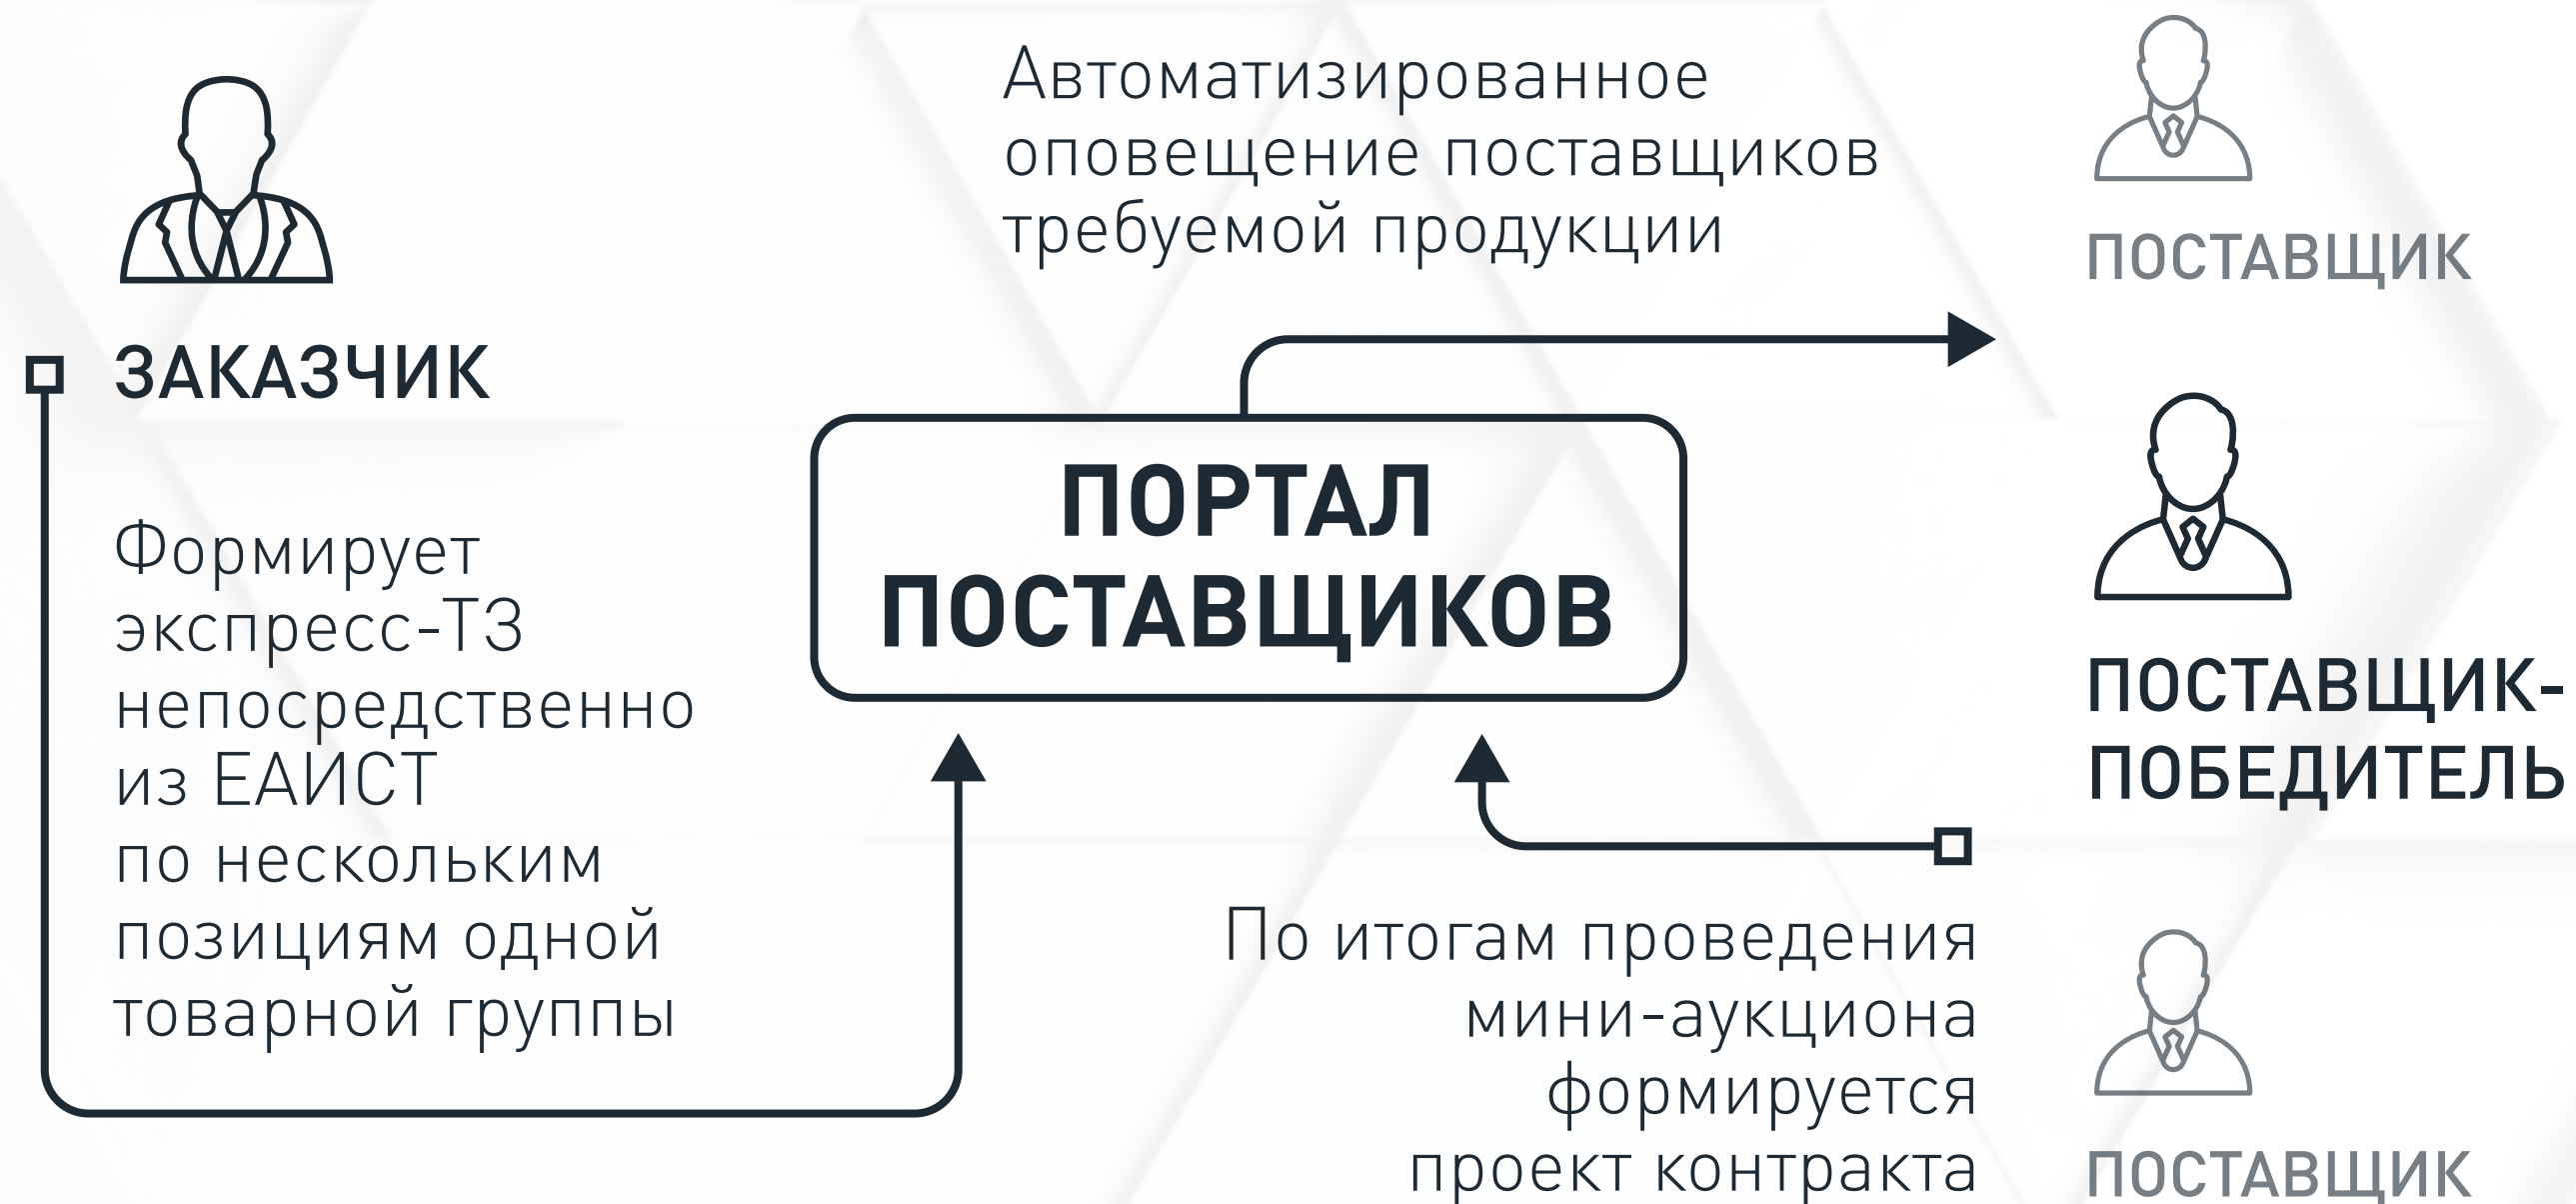 ЗАКАЗЧИК
Формирует
экспресс-ТЗ
непосредственно
из ЕАИСТ
по нескольким
позициям одной
товарной группы
Автоматизированное
оповещение поставщиков
требуемой продукции
ПОРТАЛ
ПОСТАВЩИКОВ
По итогам проведения
мини-аукциона
формируется
проект контракта
ПОСТАВЩИК
ПОСТАВЩИК-
ПОБЕДИТЕЛЬ
ПОСТАВЩИК